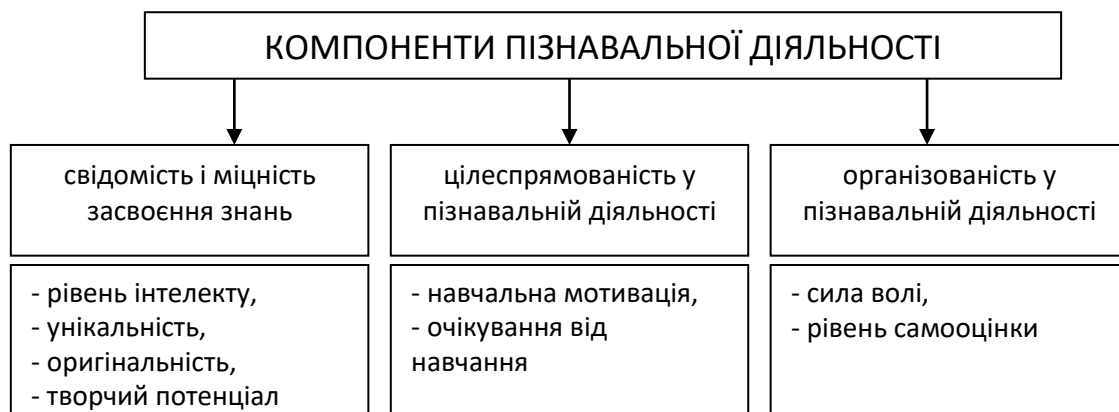 КОМПОНЕНТИ ПІЗНАВАЛЬНОЇ ДІЯЛЬНОСТІ
свідомість і міцність
засвоєння знань
цілеспрямованість у
пізнавальній діяльності
організованість у
пізнавальній діяльності
- рівень інтелекту,
- унікальність,
- оригінальність,
- творчий потенціал
- навчальна мотивація,
- очікування від
навчання
- сила волі,
- рівень самооцінки